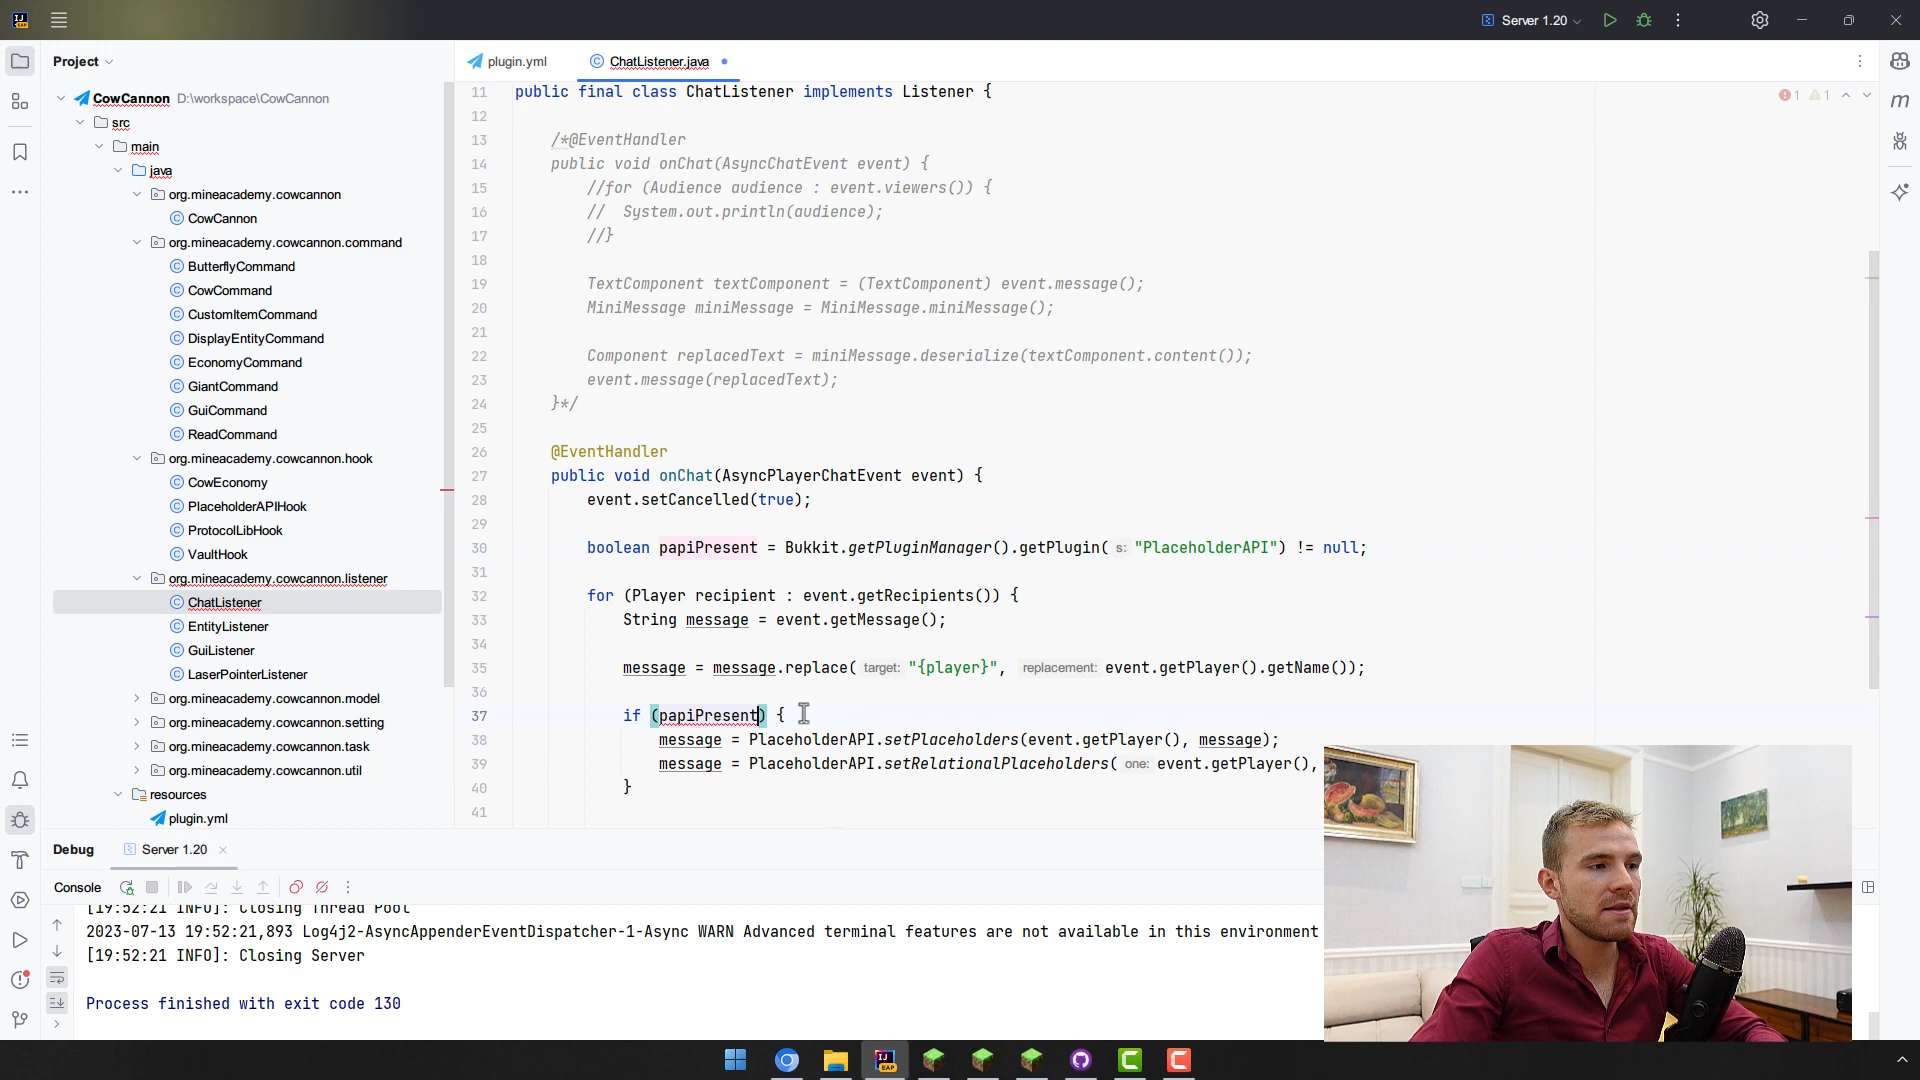 Server 1.20
Project
plugin.yml
ChatListener.java
CowCannon D:\workspace\CowCannon
src
main
java
org.mineacademy.cowcannon
CowCannon
org.mineacademy.cowcannon.command
ButterflyCommand
CowCommand
CustomItemCommand
DisplayEntityCommand
EconomyCommand
GiantCommand
GuiCommand
ReadCommand
org.mineacademy.cowcannon.hook
CowEconomy
PlaceholderAPIHook
ProtocolLibHook
VaultHook
org.mineacademy.cowcannon.listener
ChatListener
EntityListener
GuiListener
LaserPointerListener
org.mineacademy.cowcannon.model
org.mineacademy.cowcannon.setting
org.mineacademy.cowcannon.task
org.mineacademy.cowcannon.util
resources
plugin.yml
1 1
11 public final class ChatListener implements Listener {
12
13 /*@EventHandler
14 public void onChat(AsyncChatEvent event) {
15 //for (Audience audience : event.viewers()) {
16 // System.out.println(audience);
17 //}
18
19 TextComponent textComponent = (TextComponent) event.message();
20 MiniMessage miniMessage = MiniMessage.miniMessage();
21
22 Component replacedText = miniMessage.deserialize(textComponent.content());
23 event.message(replacedText);
24 }*/
25
26 @EventHandler
27 public void onChat(AsyncPlayerChatEvent event) {
28 event.setCancelled(true);
29
30 boolean papiPresent = Bukkit.getPluginManager().getPlugin( s: "PlaceholderAPI") != null;
31
32 for (Player recipient : event.getRecipients()) {
33 String message = event.getMessage();
34
35 message = message.replace( target: "{player}", replacement: event.getPlayer().getName());
36
37 if (papiPresent) {
38 message = PlaceholderAPI.setPlaceholders(event.getPlayer(), message);
39 message = PlaceholderAPI.setRelationalPlaceholders( one: event.getPlayer(),
40 }
41
Debug Server 1.20
Console
[19:52:21 INFO]: Closing Thread Pool
2023-07-13 19:52:21,893 Log4j2-AsyncAppenderEventDispatcher-1-Async WARN Advanced terminal features are not available in this environment
[19:52:21 INFO]: Closing Server
Process finished with exit code 130